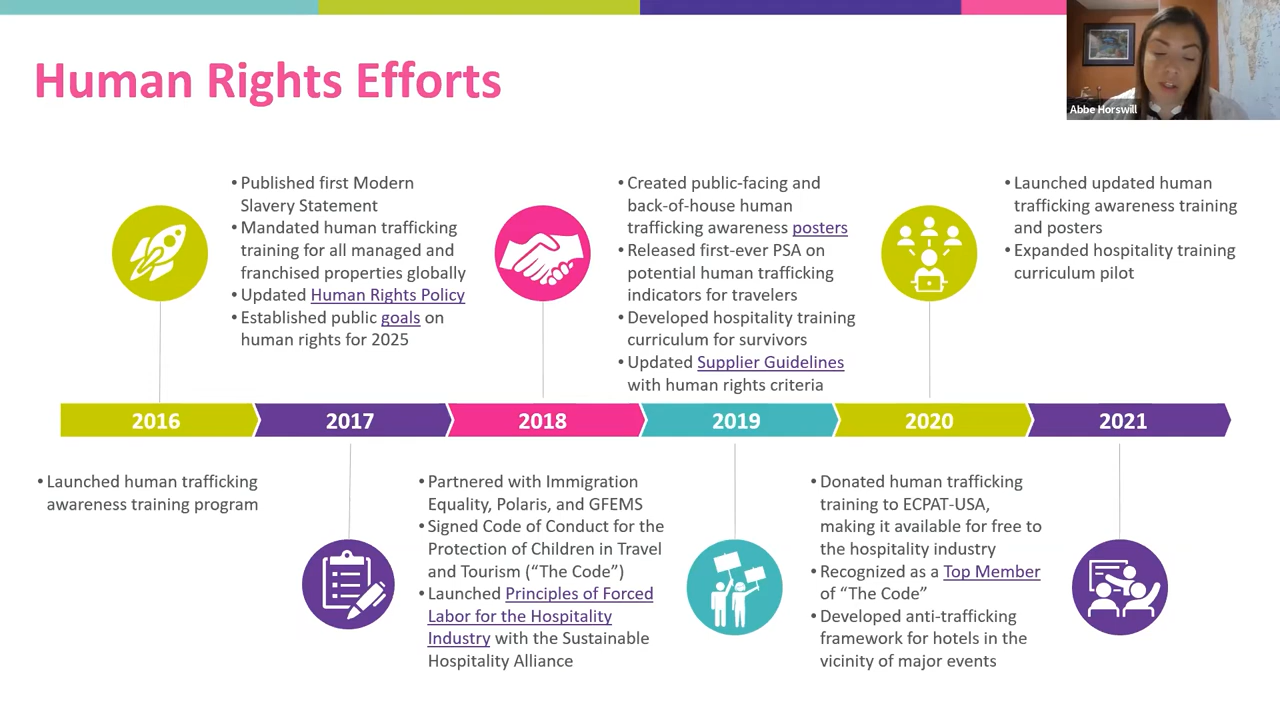 Human Rights Efforts
Abbe Horswill
• Published first Modern
Slavery Statement
• Mandated human trafficking
training for all managed and
franchised properties globally
• Updated Human Rights Policy
• Established public goals on
human rights for 2025
• Created public-facing and
back-of-house human
trafficking awareness posters
• Released first-ever PSA on
potential human trafficking
indicators for travelers
• Developed hospitality training
curriculum for survivors
• Updated Supplier Guidelines
with human rights criteria
• Launched updated human
trafficking awareness training
and posters
• Expanded hospitality training
curriculum pilot
2016
2017
2018
2019
2020
2021
• Launched human trafficking
awareness training program
• Partnered with Immigration
Equality, Polaris, and GFEMS
• Signed Code of Conduct for the
Protection of Children in Travel
and Tourism (“The Code”)
• Launched Principles of Forced
Labor for the Hospitality
Industry with the Sustainable
Hospitality Alliance
• Donated human trafficking
training to ECPAT-USA,
making it available for free to
the hospitality industry
• Recognized as a Top Member
of “The Code”
• Developed anti-trafficking
framework for hotels in the
vicinity of major events